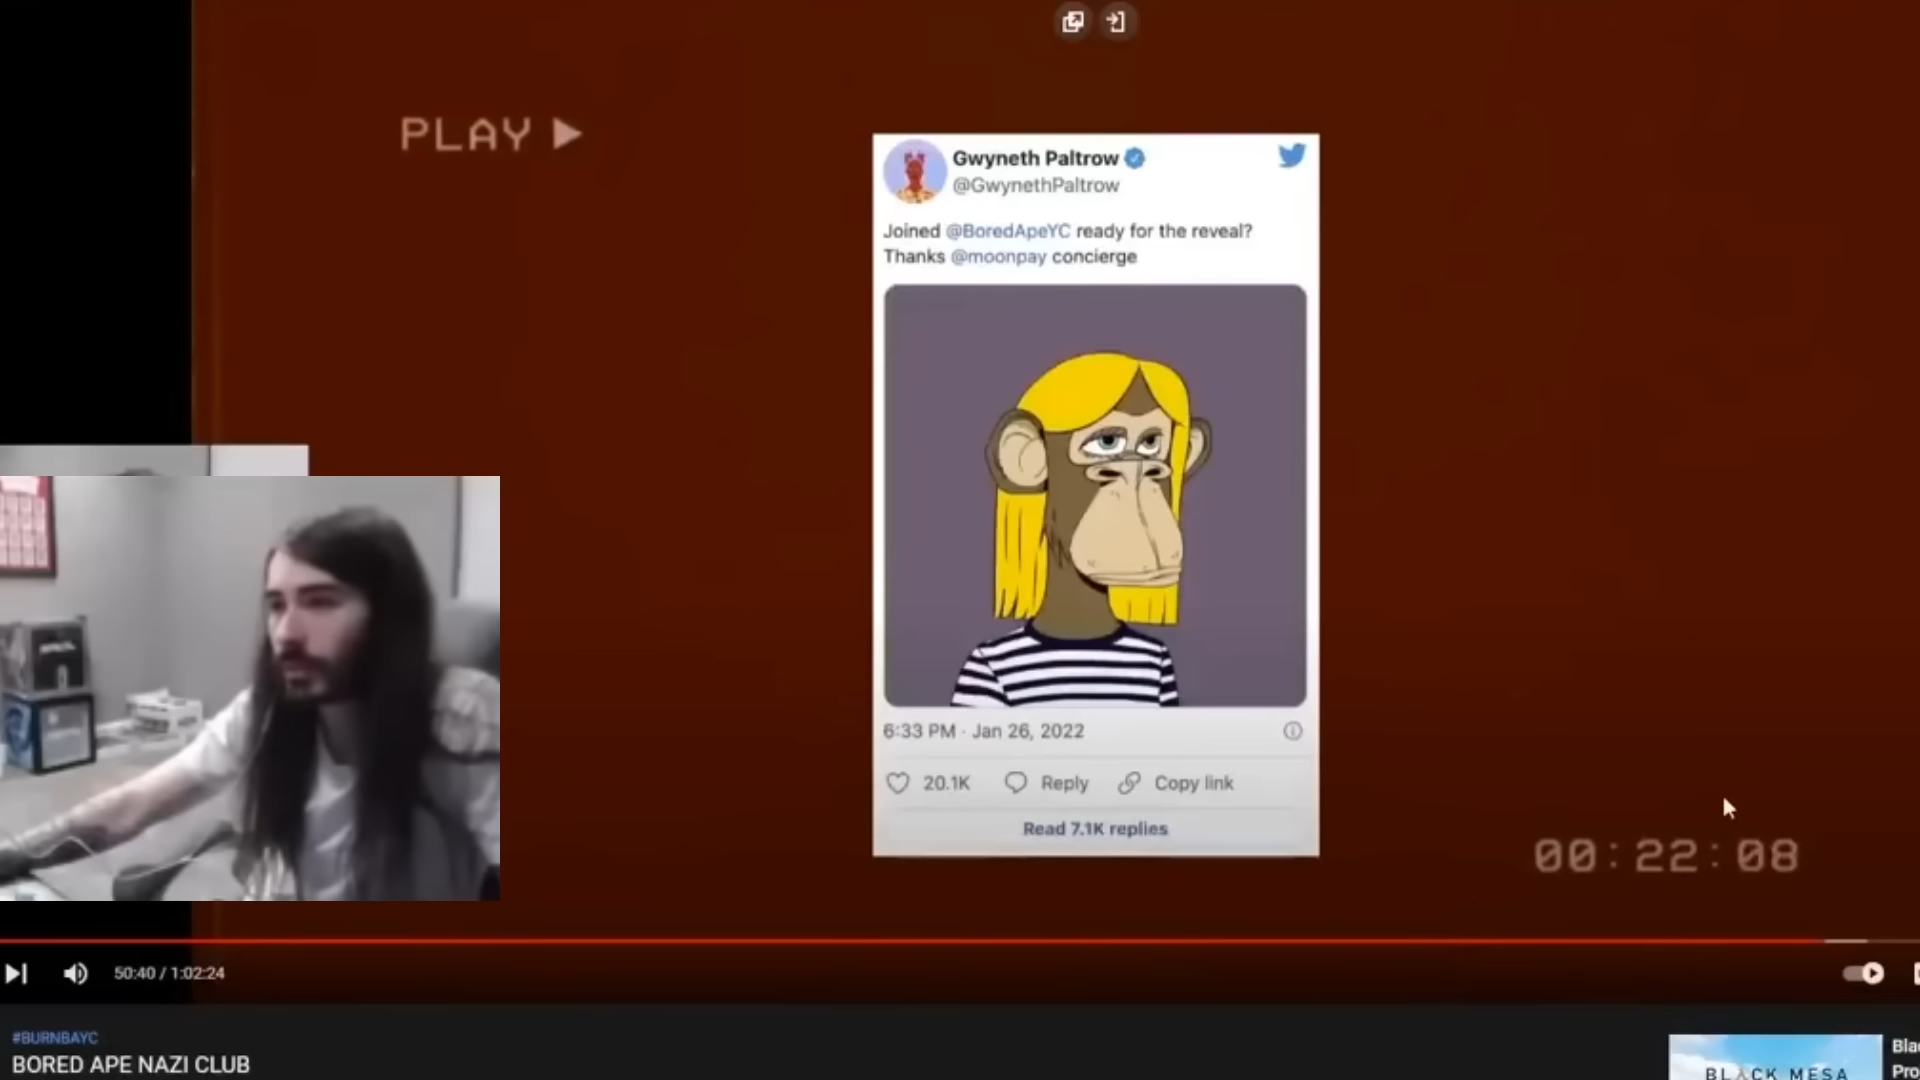 PLAY
Gwyneth Paltrow
@GwynethPaltrow
Joined @BoredApeYC ready for the reveal?
Thanks @moonpay concierge
6:33 PM · Jan 26, 2022
20.1K Reply Copy link
Read 7.1K replies
00:22:08
50:40 / 1:02:24
#BURNBAYC
BORED APE NAZI CLUB
BLACK MESA